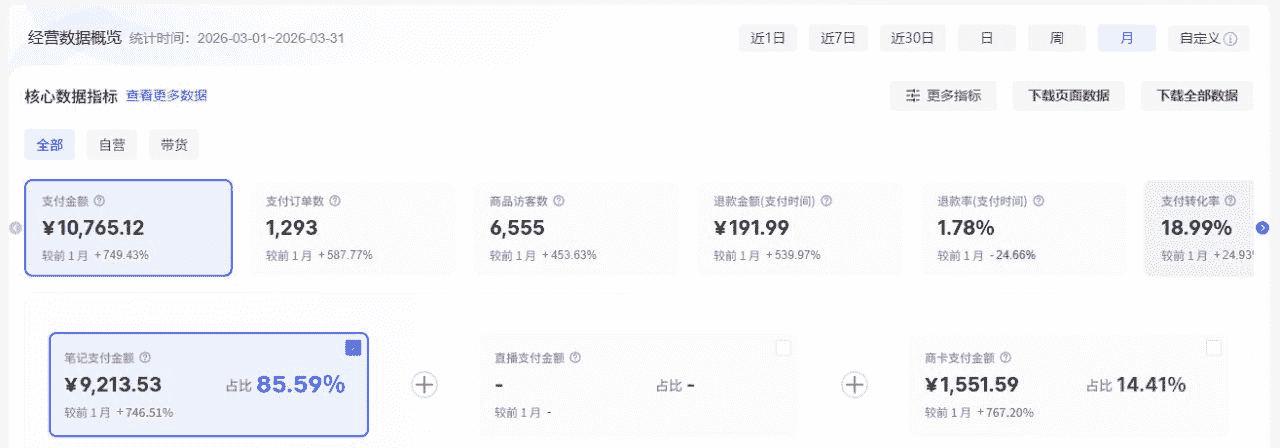 经营数据概览 统计时间：2026-03-01~2026-03-31 近1日 近7日 近30日 日 周 月 自定义
核心数据指标 查看更多数据 更多指标 下载页面数据 下载全部数据
全部 自营 带货
支付金额 支付订单数 商品访客数 退款金额(支付时间) 退款率(支付时间) 支付转化率
¥10,765.12 1,293 6,555 ¥191.99 1.78% 18.99%
较前1月 +749.43% 较前1月 +587.77% 较前1月 +453.63% 较前1月 +539.97% 较前1月 -24.66% 较前1月 +24.93
笔记支付金额 直播支付金额 商卡支付金额
¥9,213.53 占比 85.59% - 占比 - ¥1,551.59 占比 14.41%
较前1月 +746.51% 较前1月 - 较前1月 +767.20%